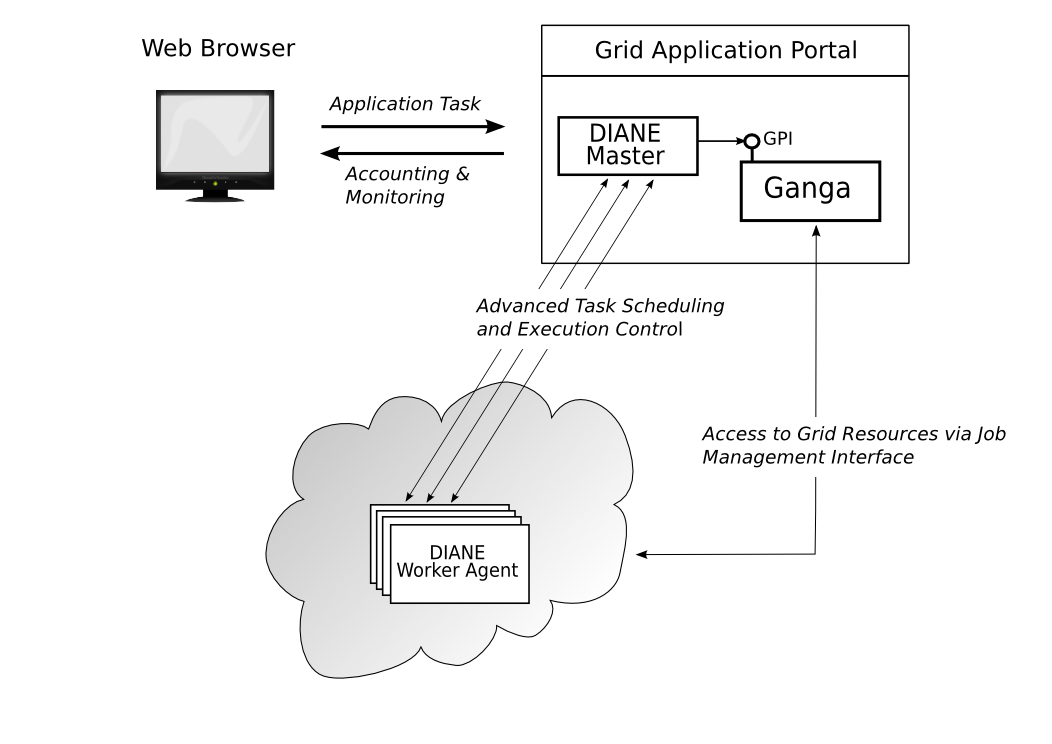 Web Browser
Grid Application Portal
Application Task
Accounting &
Monitoring
DIANE
Master
GPI
Ganga
Advanced Task Scheduling
and Execution Control
Access to Grid Resources via Job
Management Interface
DIANE
Worker Agent